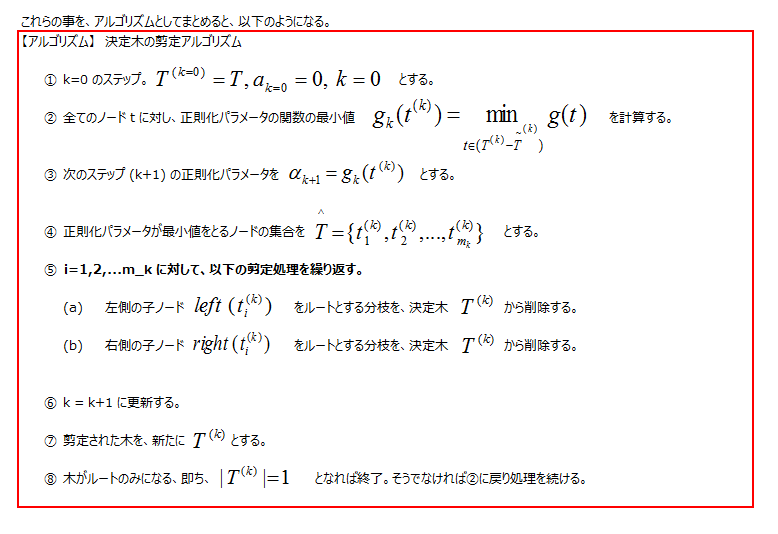 これらの事を、アルゴリズムとしてまとめると、以下のようになる。
【アルゴリズム】 決定木の剪定アルゴリズム
① k=0 のステップ。 T^{(k=0)} = T, a_{k=0} = 0, k = 0 とする。
② 全てのノード t に対し、正則化パラメータの関数の最小値 g_k(t^{(k)}) = \min_{t∈(T^{(k)}-\tilde{T}^{(k)})} g(t) を計算する。
③ 次のステップ (k+1) の正則化パラメータを α_{k+1} = g_k(t^{(k)}) とする。
④ 正則化パラメータが最小値をとるノードの集合を \hat{T} = {t_1^{(k)}, t_2^{(k)}, ..., t_{m_k}^{(k)}} とする。
⑤ i=1,2,...m_k に対して、以下の剪定処理を繰り返す。
(a) 左側の子ノード left (t_i^{(k)}) をルートとする分枝を、決定木 T^{(k)} から削除する。
(b) 右側の子ノード right (t_i^{(k)}) をルートとする分枝を、決定木 T^{(k)} から削除する。
⑥ k = k+1 に更新する。
⑦ 剪定された木を、新たに T^{(k)} とする。
⑧ 木がルートのみになる、即ち、 |T^{(k)}|=1 となれば終了。そうでなければ②に戻り処理を続ける。